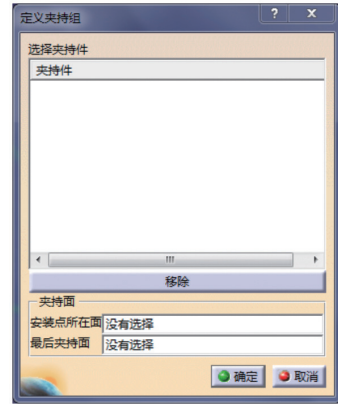 定义夹持组
? X
选择夹持件
夹持件
移除
夹持面
安装点所在面 没有选择
最后夹持面 没有选择
确定 取消